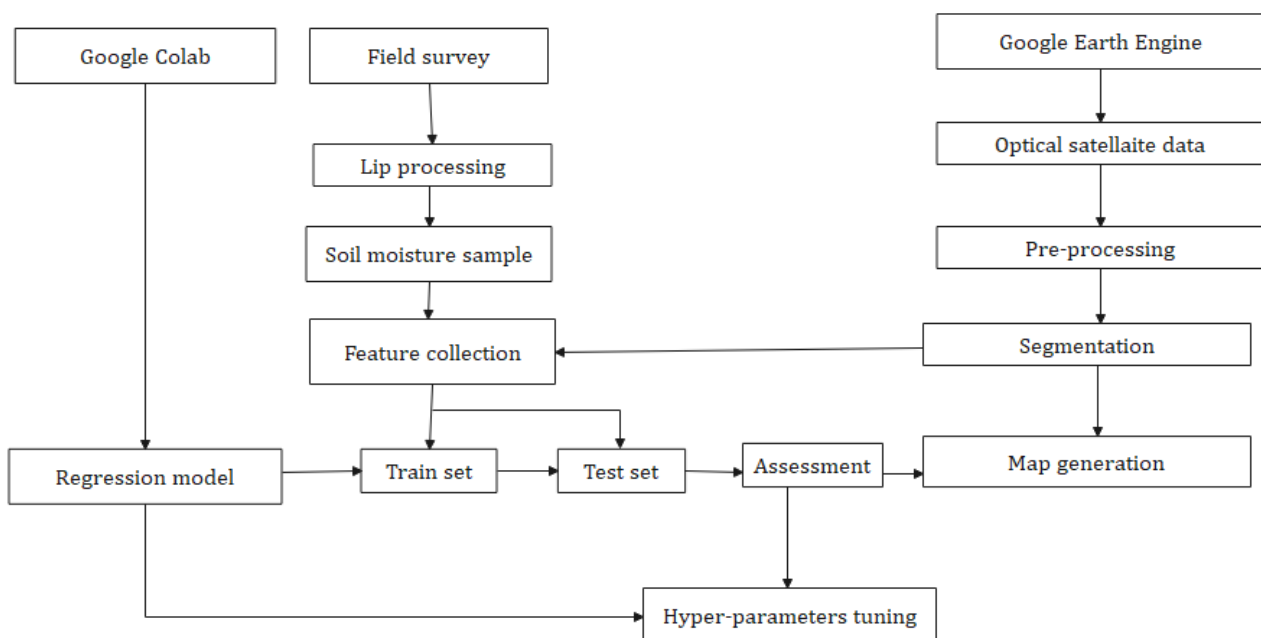 Google Colab
Field survey
Google Earth Engine
Optical satellaite data
Lip processing
Soil moisture sample
Pre-processing
Feature collection
Segmentation
Regression model
Train set
Test set
Assessment
Map generation
Hyper-parameters tuning